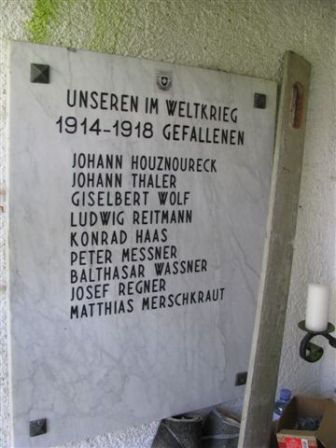 UNSEREN IM WELTKRIEG
1914-1918 GEFALLENEN
JOHANN HOUZNOURECK
JOHANN THALER
GISELBERT WOLF
LUDWIG REITMANN
KONRAD HAAS
PETER MESSNER
BALTHASAR WASSNER
JOSEF REGNER
MATTHIAS MERSCHKRAUT